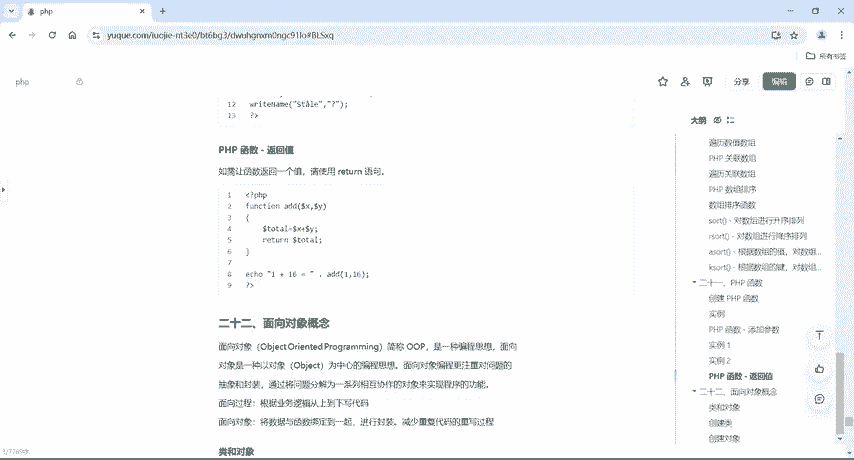 php
yuque.com/iuojie-nt3e0/bt6bg3/dwuhgnxm0ngc91lo#BLSxq
所有书签
php
分享
编辑
12 writeName("Ståle","?");
13 ?>
PHP 函数 - 返回值
如需让函数返回一个值，请使用 return 语句。
1 <?php
2 function add($x,$y)
3 {
4 $total=$x+$y;
5 return $total;
6 }
7
8 echo "1 + 16 = " . add(1,16);
9 ?>
二十二、面向对象概念
面向对象（Object Oriented Programming）简称 OOP，是一种编程思想，面向
对象是一种以对象（Object）为中心的编程思想。面向对象编程更注重对问题的
抽象和封装，通过将问题分解为一系列相互协作的对象来实现程序的功能。
面向过程：根据业务逻辑从上到下写代码
面向对象：将数据与函数绑定到一起，进行封装。减少重复代码的重写过程
类和对象
大纲
遍历数值数组
PHP 关联数组
遍历关联数组
PHP 数组排序
数组排序函数
sort() - 对数组进行升序排列
rsort() - 对数组进行降序排列
asort() - 根据数组的值，对数组...
ksort() - 根据数组的键，对数组...
二十一、PHP 函数
创建 PHP 函数
实例
PHP 函数 - 添加参数
实例 1
实例 2
PHP 函数 - 返回值
二十二、面向对象概念
类和对象
创建类
创建对象